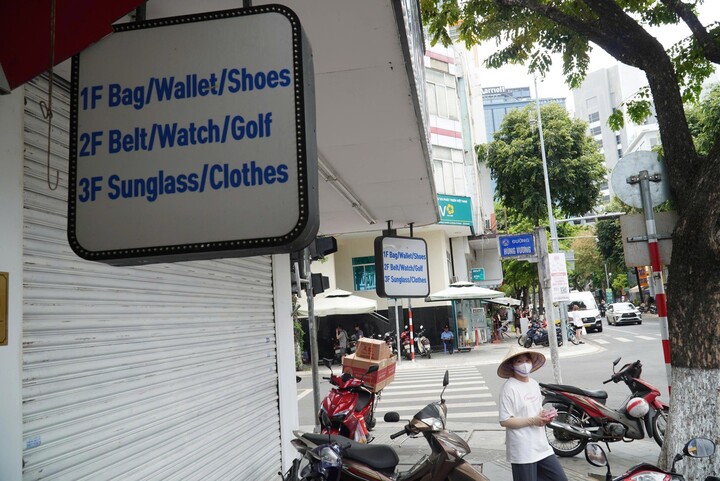 1F Bag/Wallet/Shoes
2F Belt/Watch/Golf
3F Sunglass/Clothes
1F Bag/Wallet/Shoes
2F Belt/Watch/Golf
3F Sunglass/Clothes
ĐƯỜNG
HÙNG VƯƠNG
Marriott